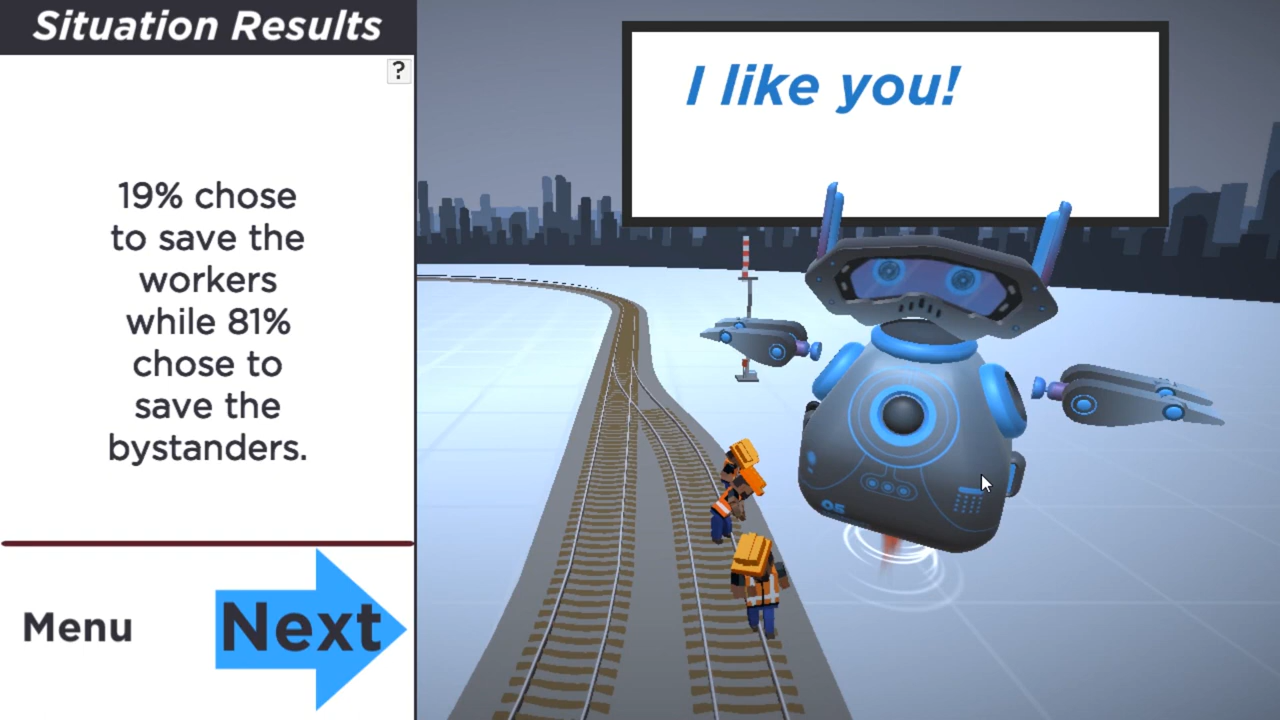 Situation Results
?
19% chose
to save the
workers
while 81%
chose to
save the
bystanders.
Menu
Next
I like you!
05